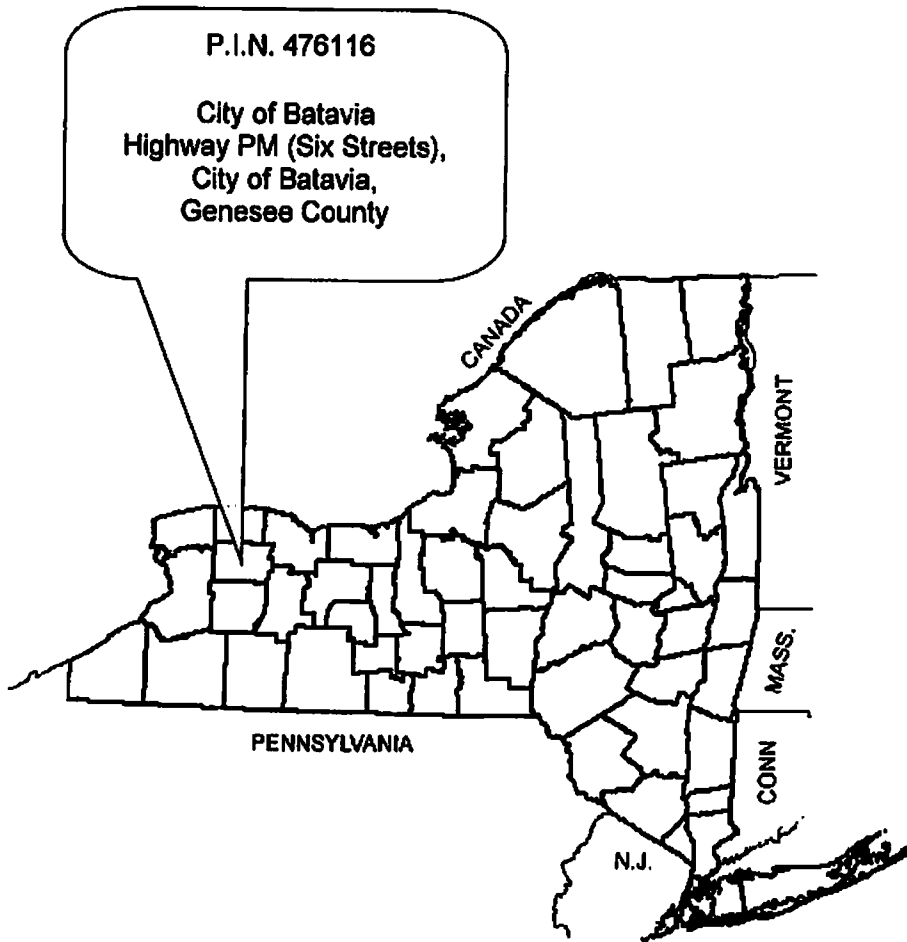 P.I.N. 476116
City of Batavia
Highway PM (Six Streets),
City of Batavia,
Genesee County
CANADA
VERMONT
MASS.
PENNSYLVANIA
CONN
N.J.